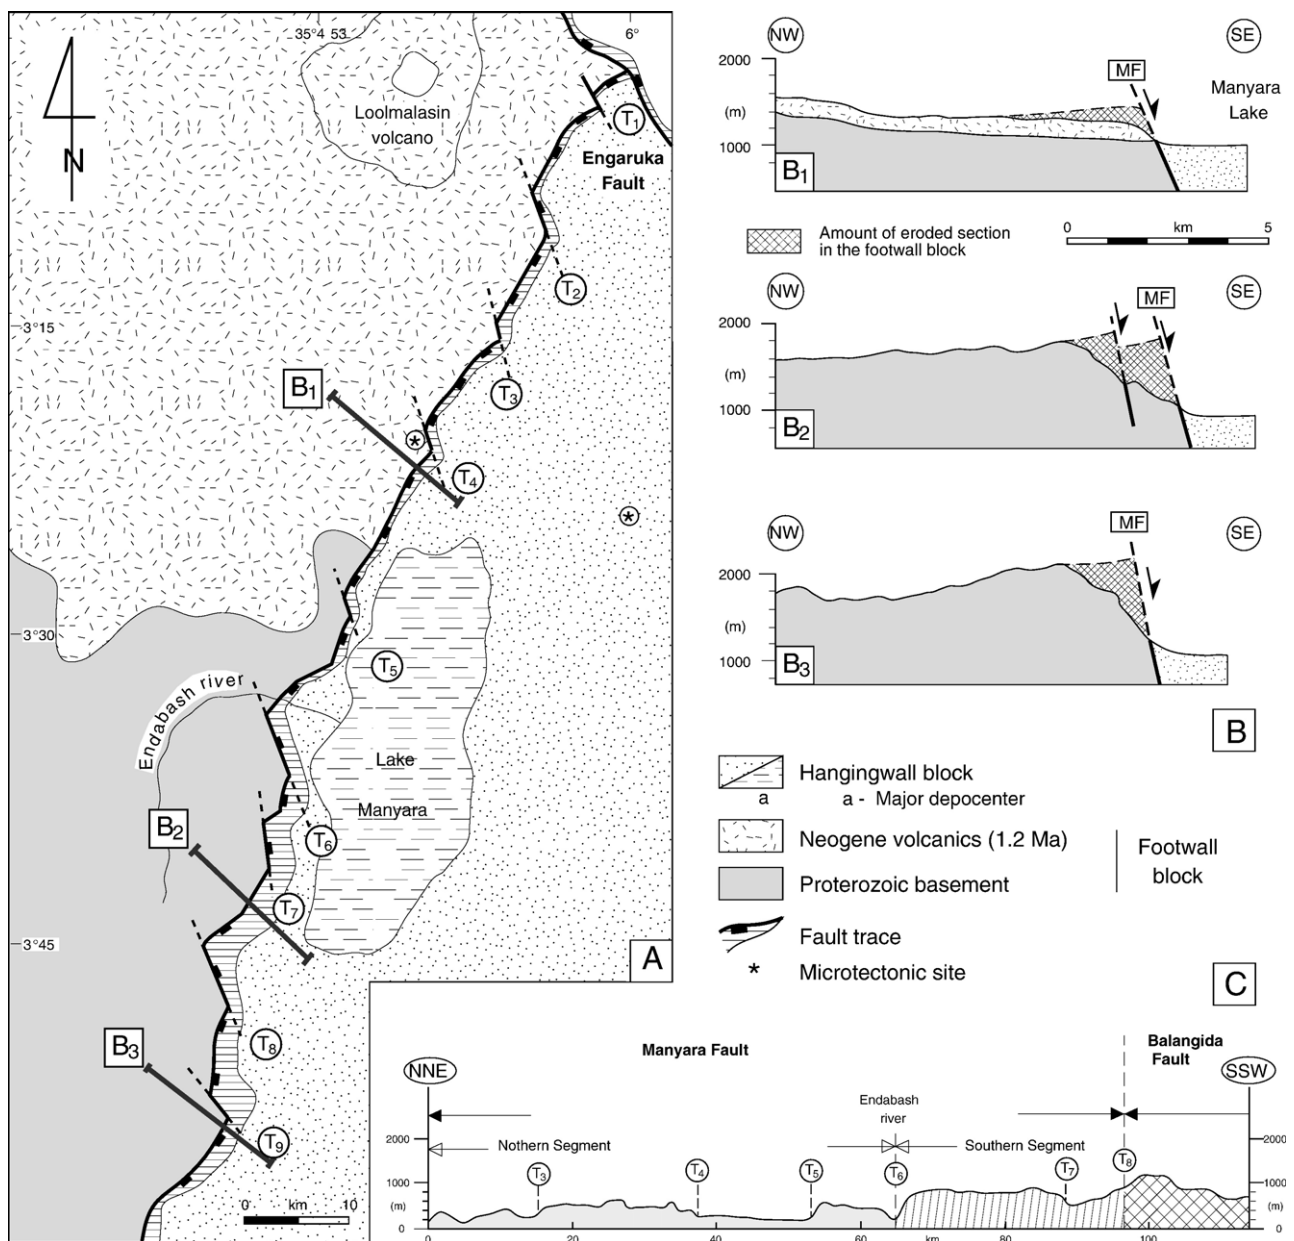 35°4 53
6°
N
Loolmalasin
volcano
T1
Engaruka
Fault
T2
3°15
B1
T3
T4
3°30
T5
Endabash river
Lake
Manyara
B2
T6
T7
3°45
A
B3
T8
T9
0 km 10
NW
SE
2000
(m)
1000
MF
Manyara
Lake
B1
Amount of eroded section
in the footwall block
0 km 5
NW
SE
2000
(m)
1000
MF
B2
NW
SE
2000
(m)
1000
MF
B3
B
Hangingwall block
a
a - Major depocenter
Neogene volcanics (1.2 Ma)
Proterozoic basement
Footwall
block
Fault trace
* Microtectonic site
C
Manyara Fault
Balangida
Fault
NNE
SSW
Endabash
river
Nothern Segment
Southern Segment
2000
1000
(m) 0
T3
T4
T5
T6
T7
T8
2000
1000
0 (m)
0 20 40 60 km 80 100